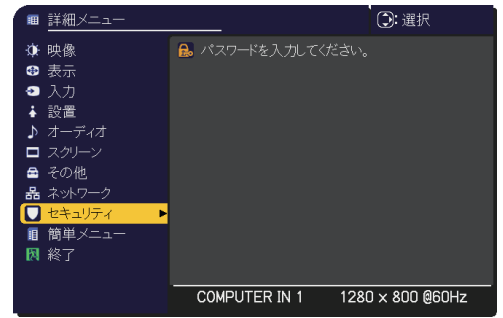 詳細メニュー
:選択
映像
パスワードを入力してください。
表示
入力
設置
オーディオ
スクリーン
その他
ネットワーク
セキュリティ
簡単メニュー
終了
COMPUTER IN 1 1280 × 800 @60Hz